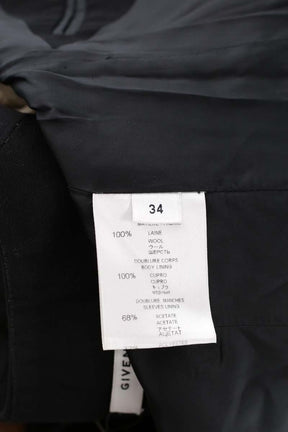 34
100% LAINE
WOOL
ウール
ШЕРСТЬ
DOUBLURE CORPS
BODY LINING
100% CUPRO
CUPRO
キュプラ
DOUBLURE MANCHES
SLEEVES LINING
68% ACETATE
ACETATE
アセテート
GIVEN